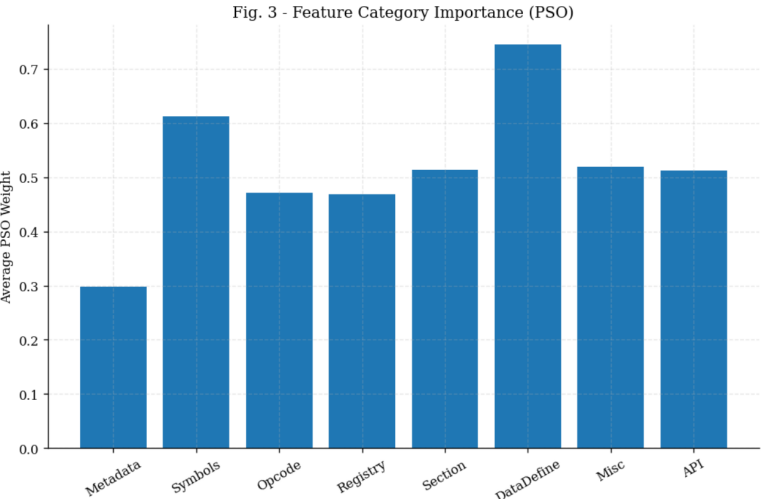 Fig. 3 - Feature Category Importance (PSO)
Average PSO Weight
0.7
0.6
0.5
0.4
0.3
0.2
0.1
0.0
Metadata
Symbols
Opcode
Registry
Section
DataDefine
Misc
API